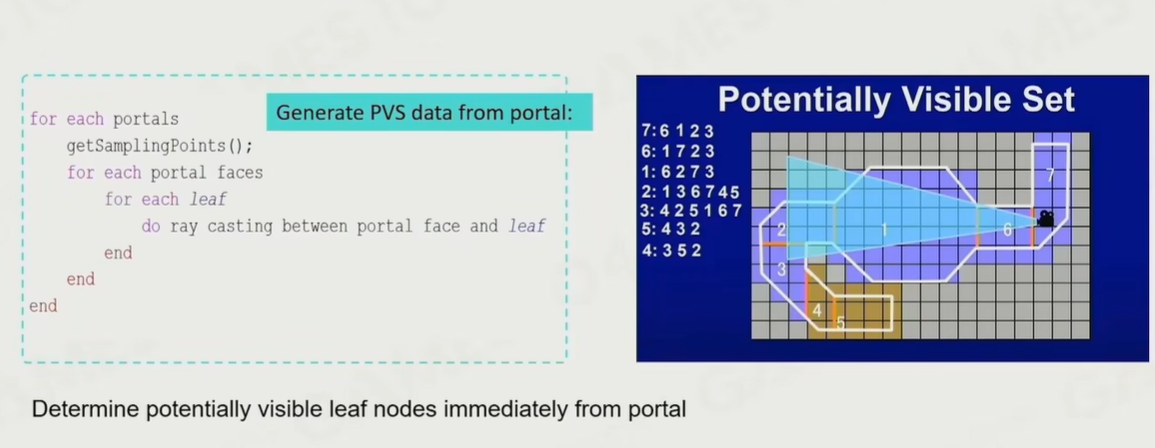 Generate PVS data from portal:
for each portals
getSamplingPoints();
for each portal faces
for each leaf
do ray casting between portal face and leaf
end
end
end
Potentially Visible Set
7:6 1 2 3
6: 1 7 2 3
1: 6 2 7 3
2: 1 3 6 7 4 5
3: 4 2 5 1 6 7
5: 4 3 2
4: 3 5 2
7
2
1
6
3
4
5
Determine potentially visible leaf nodes immediately from portal